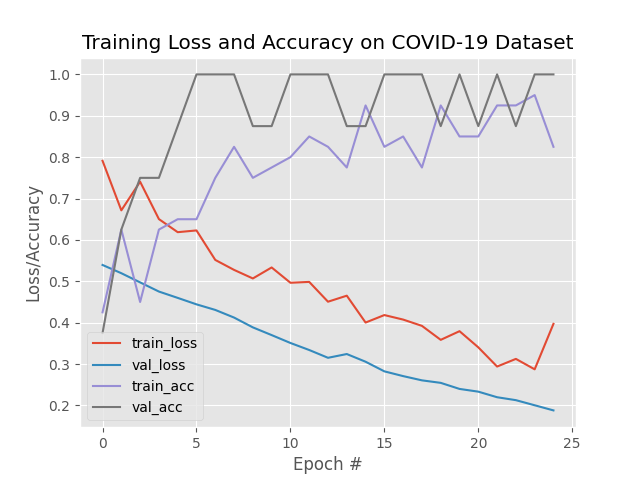 Training Loss and Accuracy on COVID-19 Dataset
1.0
0.9
0.8
0.7
0.6
0.5
0.4
0.3
0.2
Loss/Accuracy
train_loss
val_loss
train_acc
val_acc
0
5
10
15
20
25
Epoch #